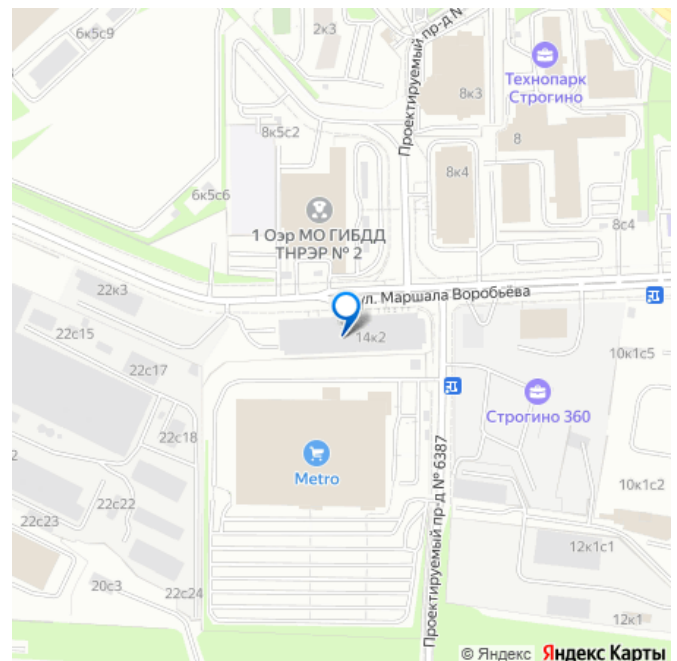 6к5с9
2к3
Проектируемый пр-д №
Технопарк
Строгино
8к3
8к5с2
8
8к4
6к5с6
1 Оэр МО ГИБДД
ТНРЭР № 2
8с4
22к3
ул. Маршала Воробьёва
22с15
14к2
10к1с5
22с17
Строгино 360
22с18
Metro
Проектируемый пр-д № 6387
10к1с2
2
22с22
22с23
12к1с1
20с3
22с24
12к1
© Яндекс Яндекс Карты